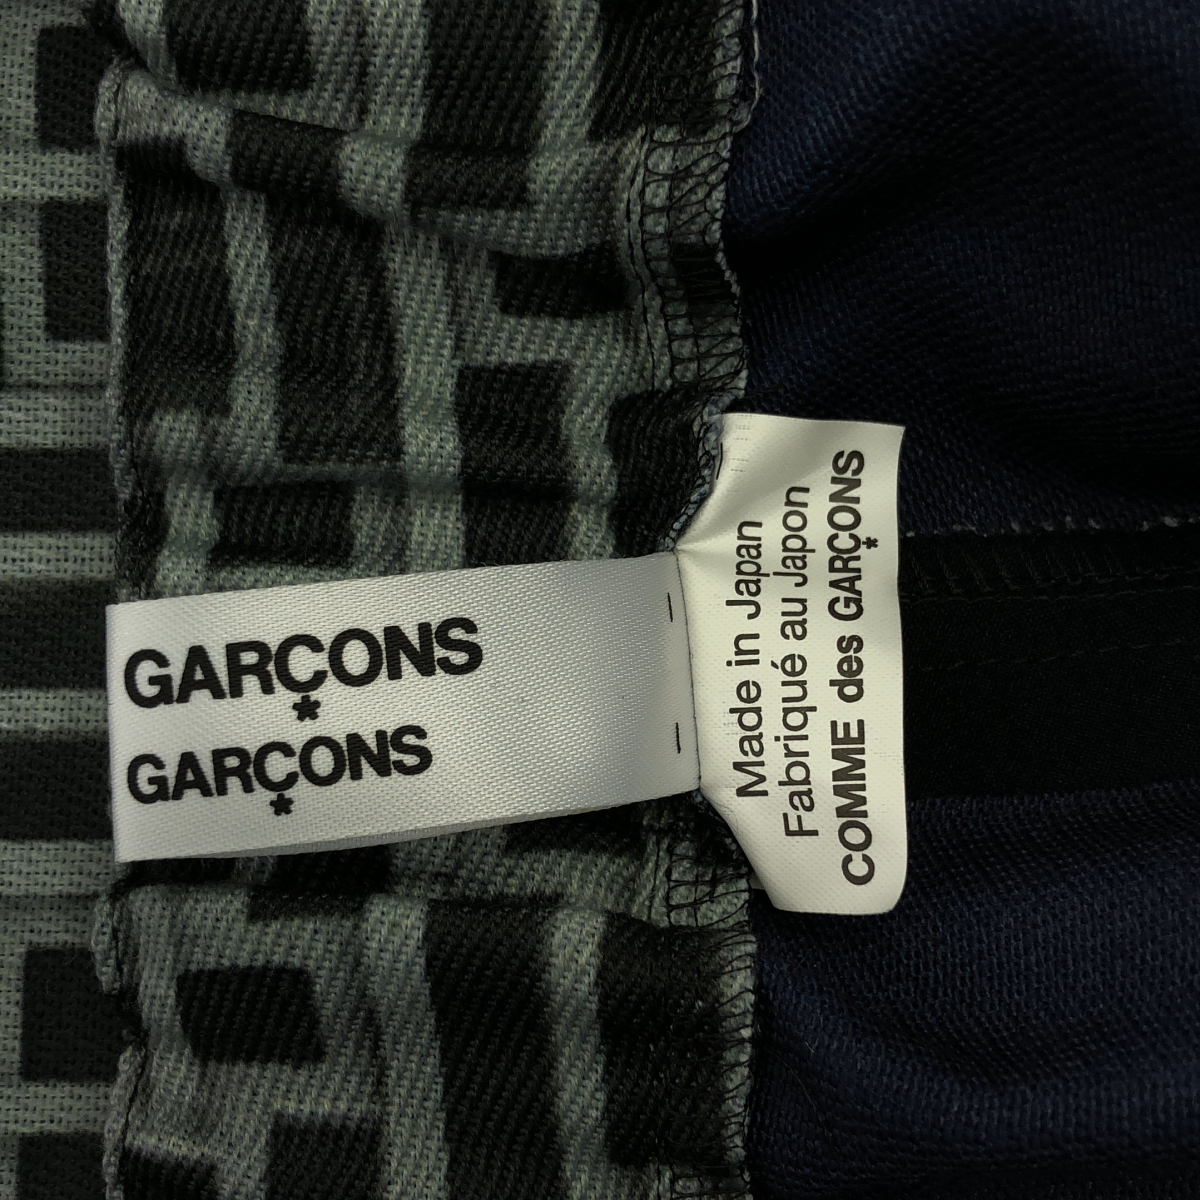 GARÇONS
*
GARÇONS
*
Made in Japan
Fabriqué au Japon
COMME des GARÇONS
*